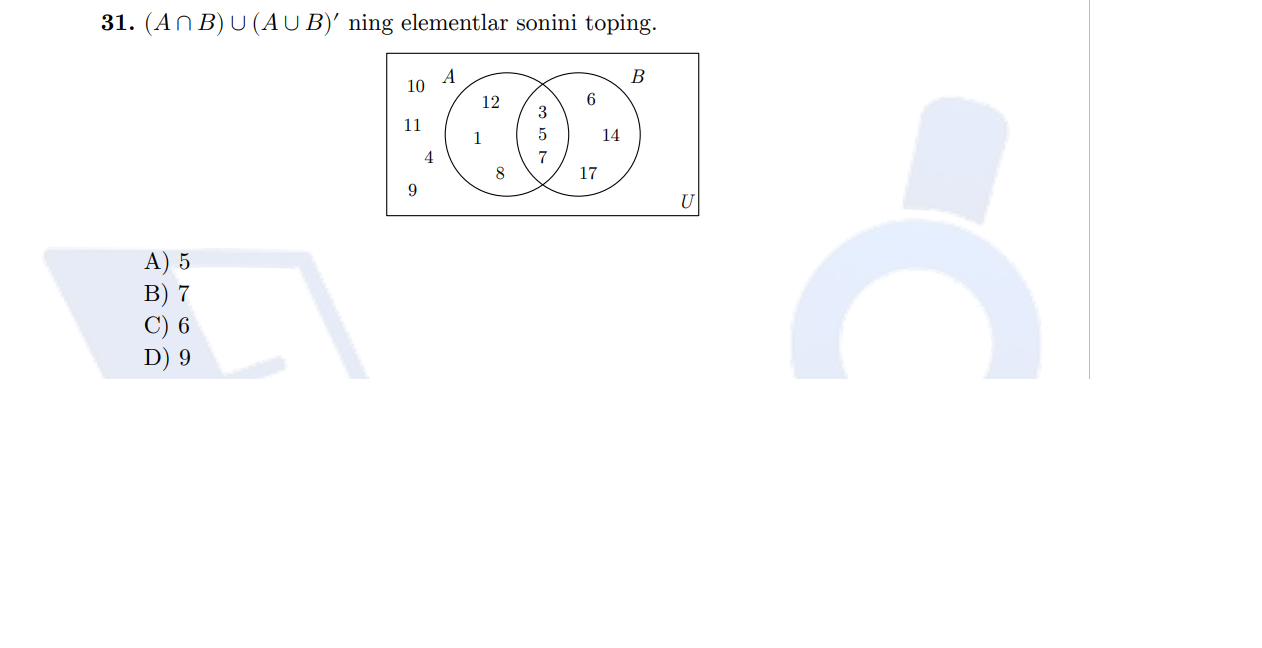 31. (A ∩ B) ∪ (A ∪ B)′ ning elementlar sonini toping.
10 A B
12 6
3
11 1 5 14
4 7
8 17
9 U
A) 5
B) 7
C) 6
D) 9